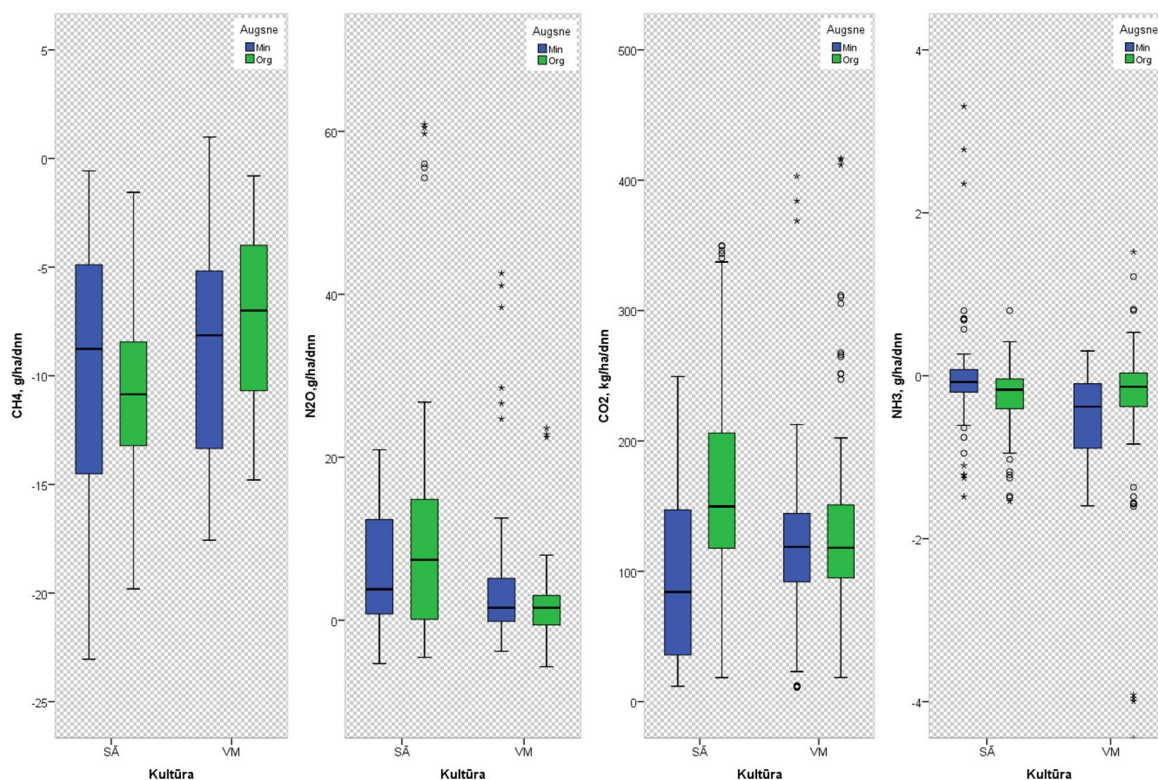 Augsne
Min
Org
5
0
-5
-10
-15
-20
-25
CH4, g/ha/dnn
SĀ
VM
Kultūra
Augsne
Min
Org
60
40
20
0
N2O,g/ha/dnn
SĀ
VM
Kultūra
Augsne
Min
Org
500
400
300
200
100
0
CO2, kg/ha/dnn
SĀ
VM
Kultūra
Augsne
Min
Org
4
2
0
-2
-4
NH3, g/ha/dnn
SĀ
VM
Kultūra